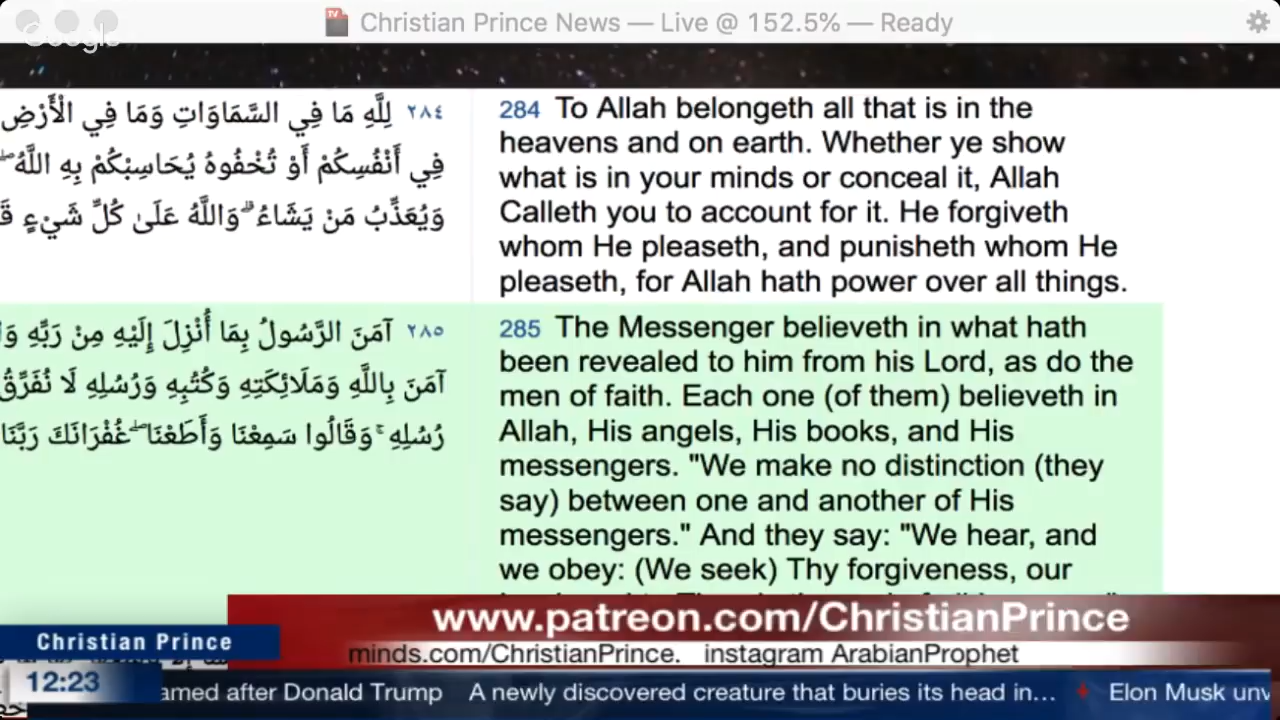 Christian Prince News — Live @ 152.5% — Ready
Google
٢٨٤ لِلَّهِ مَا فِي السَّمَاوَاتِ وَمَا فِي الْأَرْضِ
فِي أَنْفُسِكُمْ أَوْ تُخْفُوهُ يُحَاسِبْكُمْ بِهِ اللَّهُ ۖ
وَيُعَذِّبُ مَنْ يَشَاءُ ۗ وَاللَّهُ عَلَىٰ كُلِّ شَيْءٍ
284 To Allah belongeth all that is in the
heavens and on earth. Whether ye show
what is in your minds or conceal it, Allah
Calleth you to account for it. He forgiveth
whom He pleaseth, and punisheth whom He
pleaseth, for Allah hath power over all things.
٢٨٥ آمَنَ الرَّسُولُ بِمَا أُنْزِلَ إِلَيْهِ مِنْ رَبِّهِ
آمَنَ بِاللَّهِ وَمَلَائِكَتِهِ وَكُتُبِهِ وَرُسُلِهِ لَا نُفَرِّقُ
رُسُلِهِ ۚ وَقَالُوا سَمِعْنَا وَأَطَعْنَا ۖ غُفْرَانَكَ رَبَّنَا
285 The Messenger believeth in what hath
been revealed to him from his Lord, as do the
men of faith. Each one (of them) believeth in
Allah, His angels, His books, and His
messengers. "We make no distinction (they
say) between one and another of His
messengers." And they say: "We hear, and
we obey: (We seek) Thy forgiveness, our
www.patreon.com/ChristianPrince
Christian Prince
minds.com/ChristianPrince. instagram ArabianProphet
12:23
amed after Donald Trump A newly discovered creature that buries its head in... Elon Musk unv